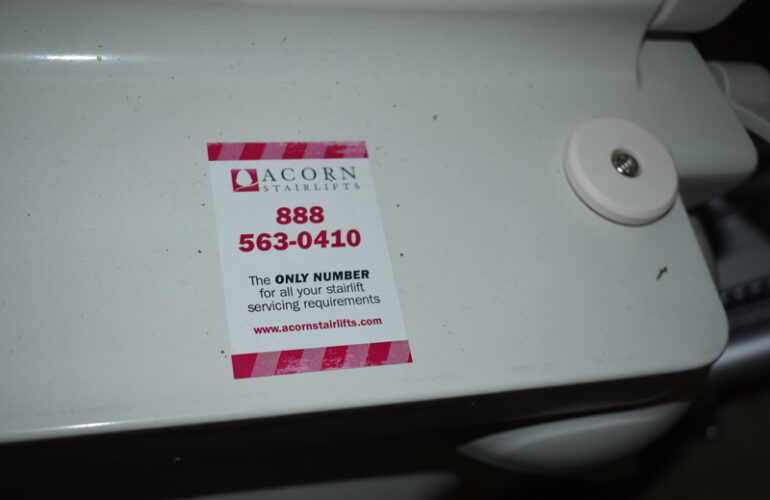 ACORN
STAIRLIFTS
888
563-0410
The ONLY NUMBER
for all your stairlift
servicing requirements
www.acornstairlifts.com